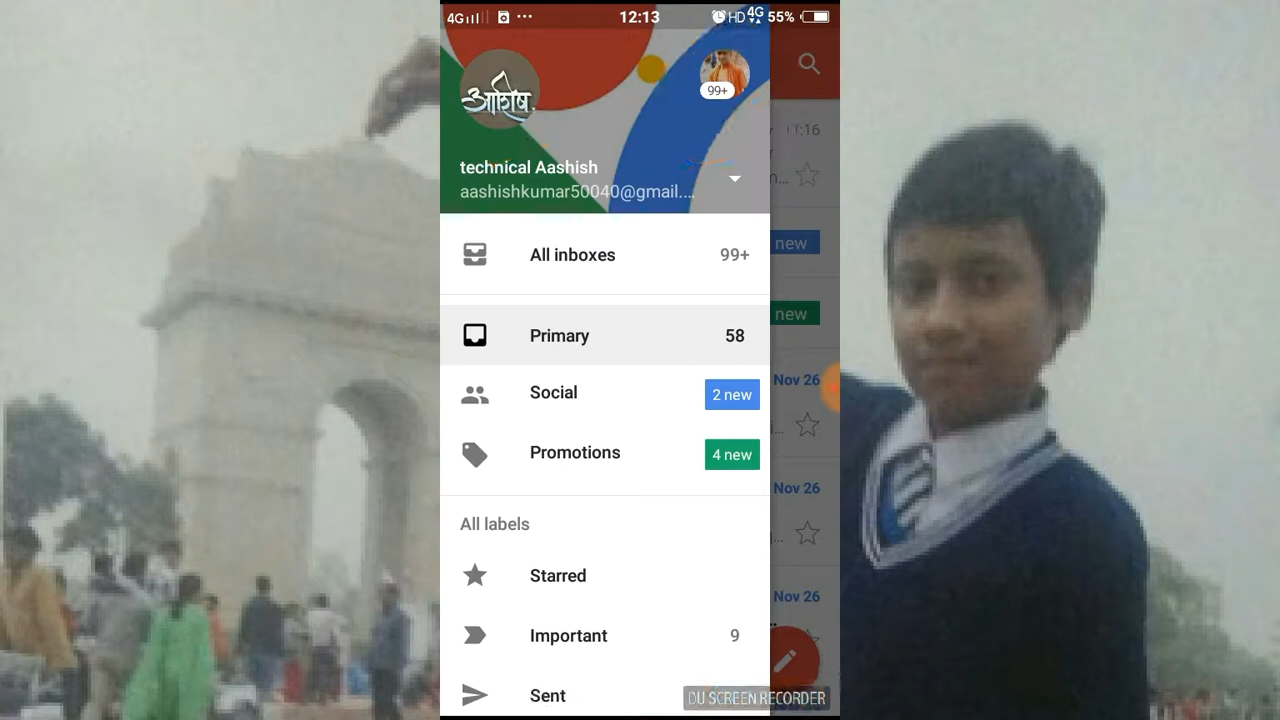 4G
12:13
HD 4G 55%
आशिष
99+
technical Aashish
aashishkumar50040@gmail....
11:16
All inboxes 99+
new
Primary 58
new
Social 2 new
Nov 26
Promotions 4 new
Nov 26
All labels
Starred
Nov 26
Important 9
Sent
DU SCREEN RECORDER